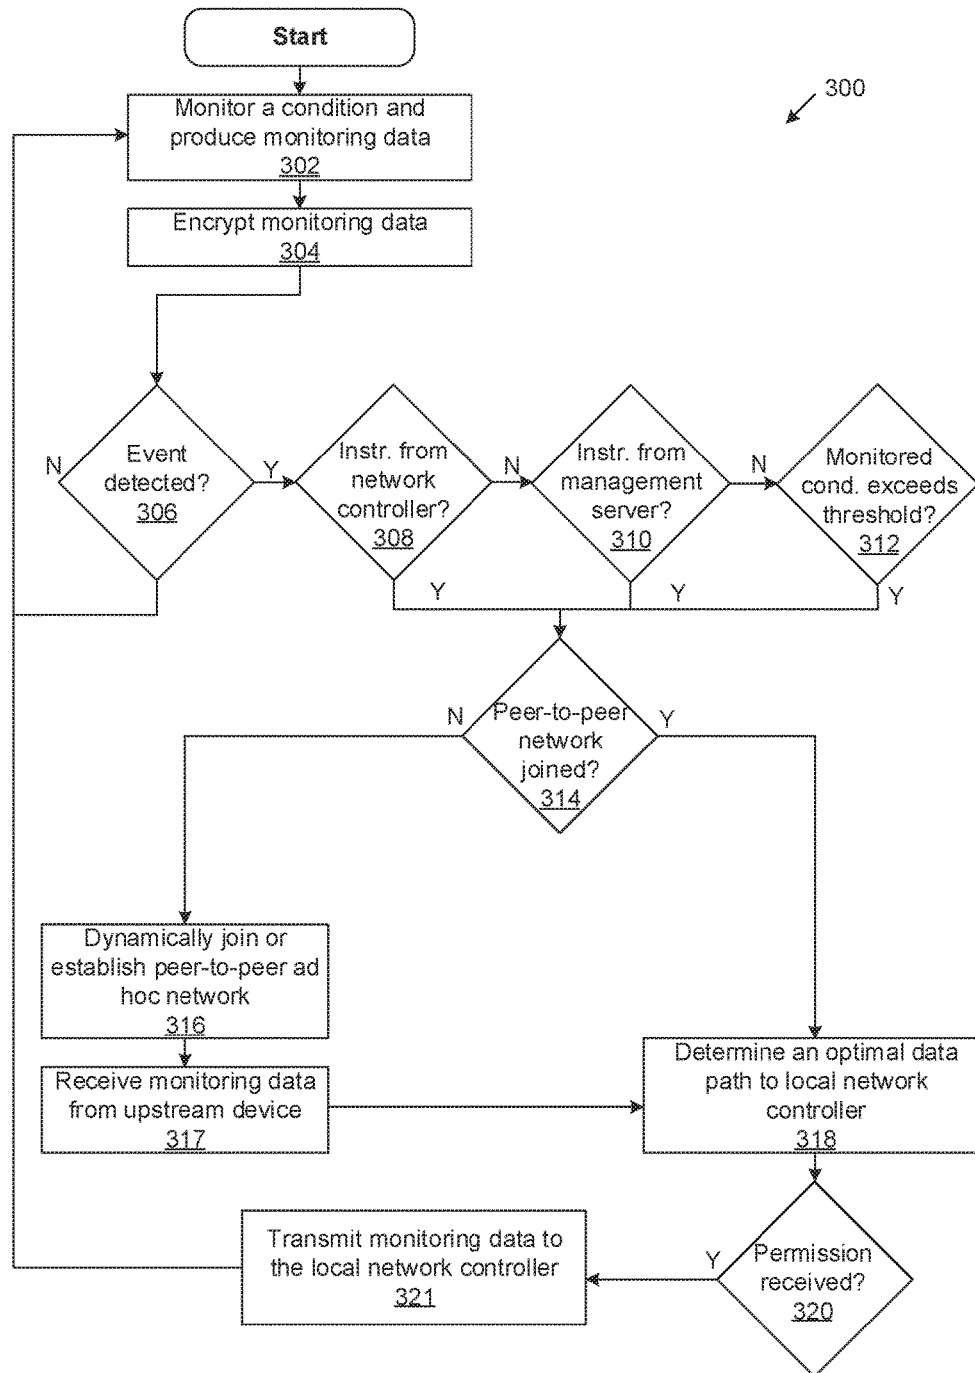 Start
300
Monitor a condition and
produce monitoring data
302
Encrypt monitoring data
304
N
Event
detected?
306
Y
Instr. from
network
controller?
308
N
Instr. from
management
server?
310
N
Monitored
cond. exceeds
threshold?
312
Y
Y
Y
N
Peer-to-peer
network
joined?
314
Y
Dynamically join or
establish peer-to-peer ad
hoc network
316
Receive monitoring data
from upstream device
317
Determine an optimal data
path to local network
controller
318
Transmit monitoring data to
the local network controller
321
Y
Permission
received?
320